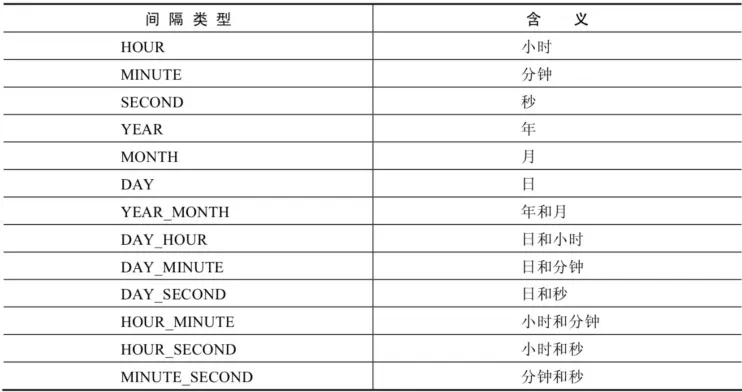 间隔类型 含义
HOUR 小时
MINUTE 分钟
SECOND 秒
YEAR 年
MONTH 月
DAY 日
YEAR_MONTH 年和月
DAY_HOUR 日和小时
DAY_MINUTE 日和分钟
DAY_SECOND 日和秒
HOUR_MINUTE 小时和分钟
HOUR_SECOND 小时和秒
MINUTE_SECOND 分钟和秒